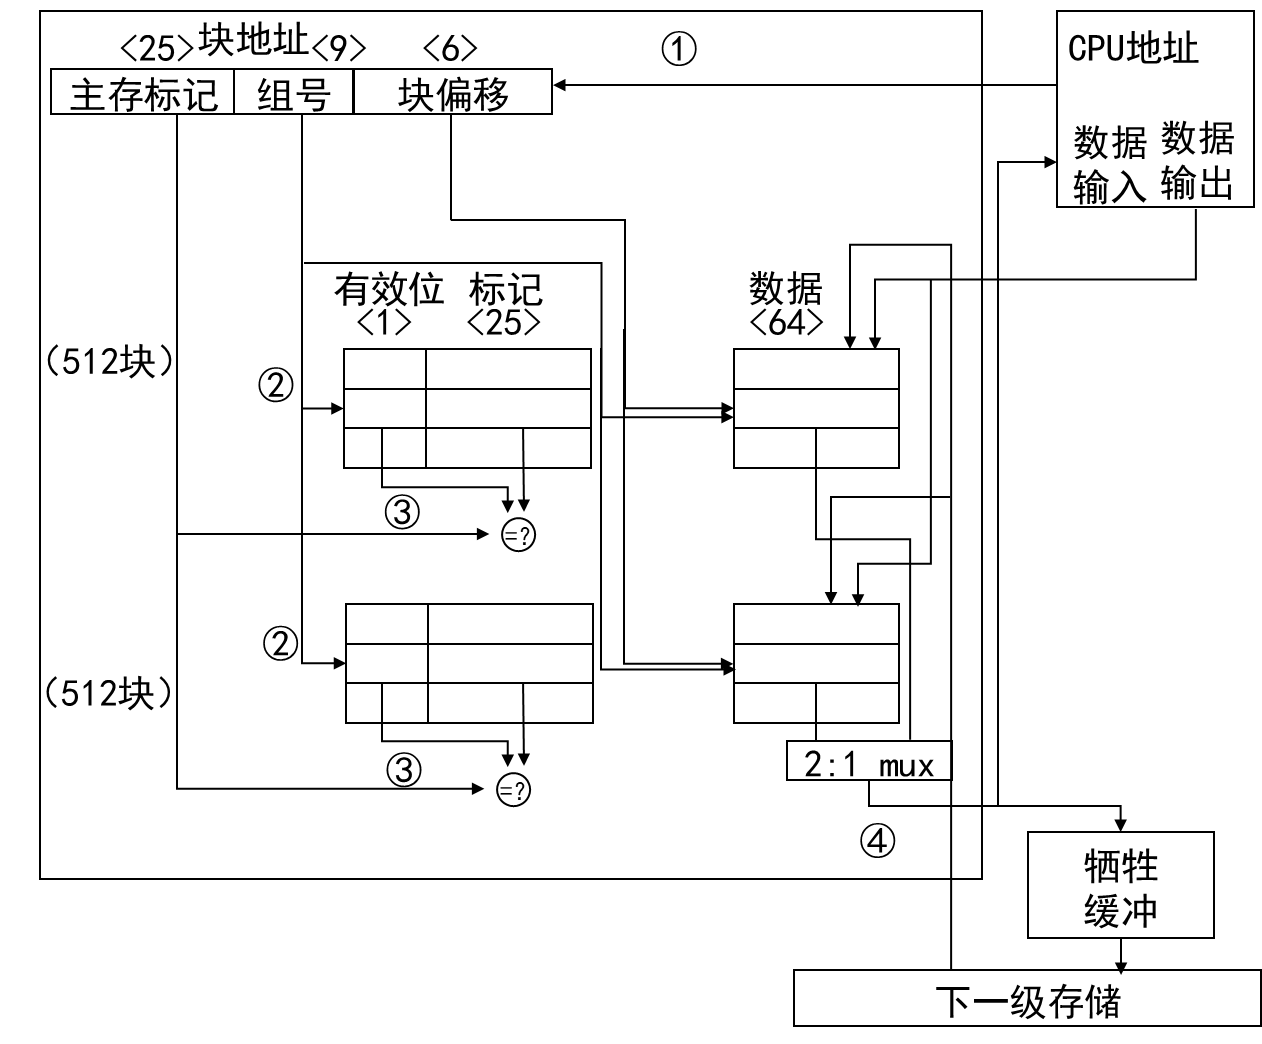 <25> 块地址 <9> <6> ①
CPU地址
主存标记 组号 块偏移
数据 数据
输入 输出
有效位 标记 数据
<1> <25> <64>
(512块)
②
③
=?
②
(512块)
③
=?
2:1 mux
④
牺牲
缓冲
下一级存储